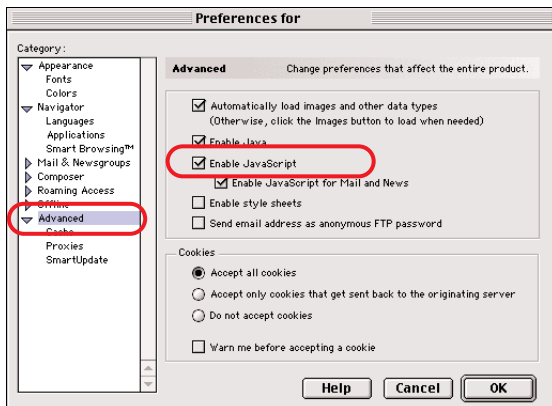 Preferences for
Category:
Appearance
Fonts
Colors
Navigator
Languages
Applications
Smart Browsing™
Mail & Newsgroups
Composer
Roaming Access
Offline
Advanced
Cache
Proxies
SmartUpdate
Advanced Change preferences that affect the entire product.
Automatically load images and other data types
(Otherwise, click the Images button to load when needed)
Enable Java
Enable JavaScript
Enable JavaScript for Mail and News
Enable style sheets
Send email address as anonymous FTP password
Cookies
Accept all cookies
Accept only cookies that get sent back to the originating server
Do not accept cookies
Warn me before accepting a cookie
Help Cancel OK